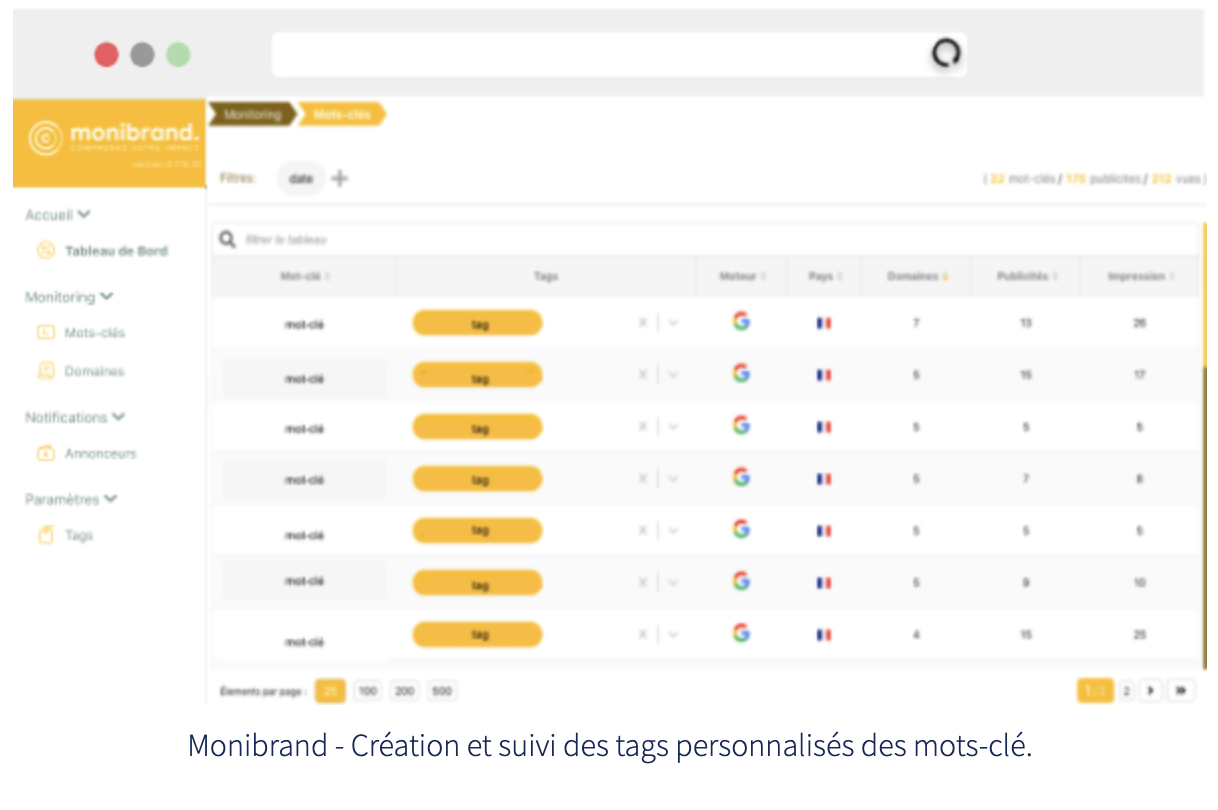 monibrand.
COMPRENEZ VOTRE IMPACT
Monitoring Mots-clés
Filtres: date
( 32 mot-clés / 175 publicites / 212 vues )
Accueil
Tableau de Bord
Monitoring
Mots-clés
Domaines
Notifications
Annonceurs
Paramètres
Tags
filtrer le tableau
Mot-clé Tags Moteur Pays Domaines Publicités Impression
mot-clé tag 7 13 26
mot-clé tag 5 15 17
mot-clé tag 5 5 5
mot-clé tag 5 7 8
mot-clé tag 5 5 5
mot-clé tag 5 9 10
mot-clé tag 4 15 25
Élements par page : 25 100 200 500
1 / 2 2
Monibrand - Création et suivi des tags personnalisés des mots-clé.